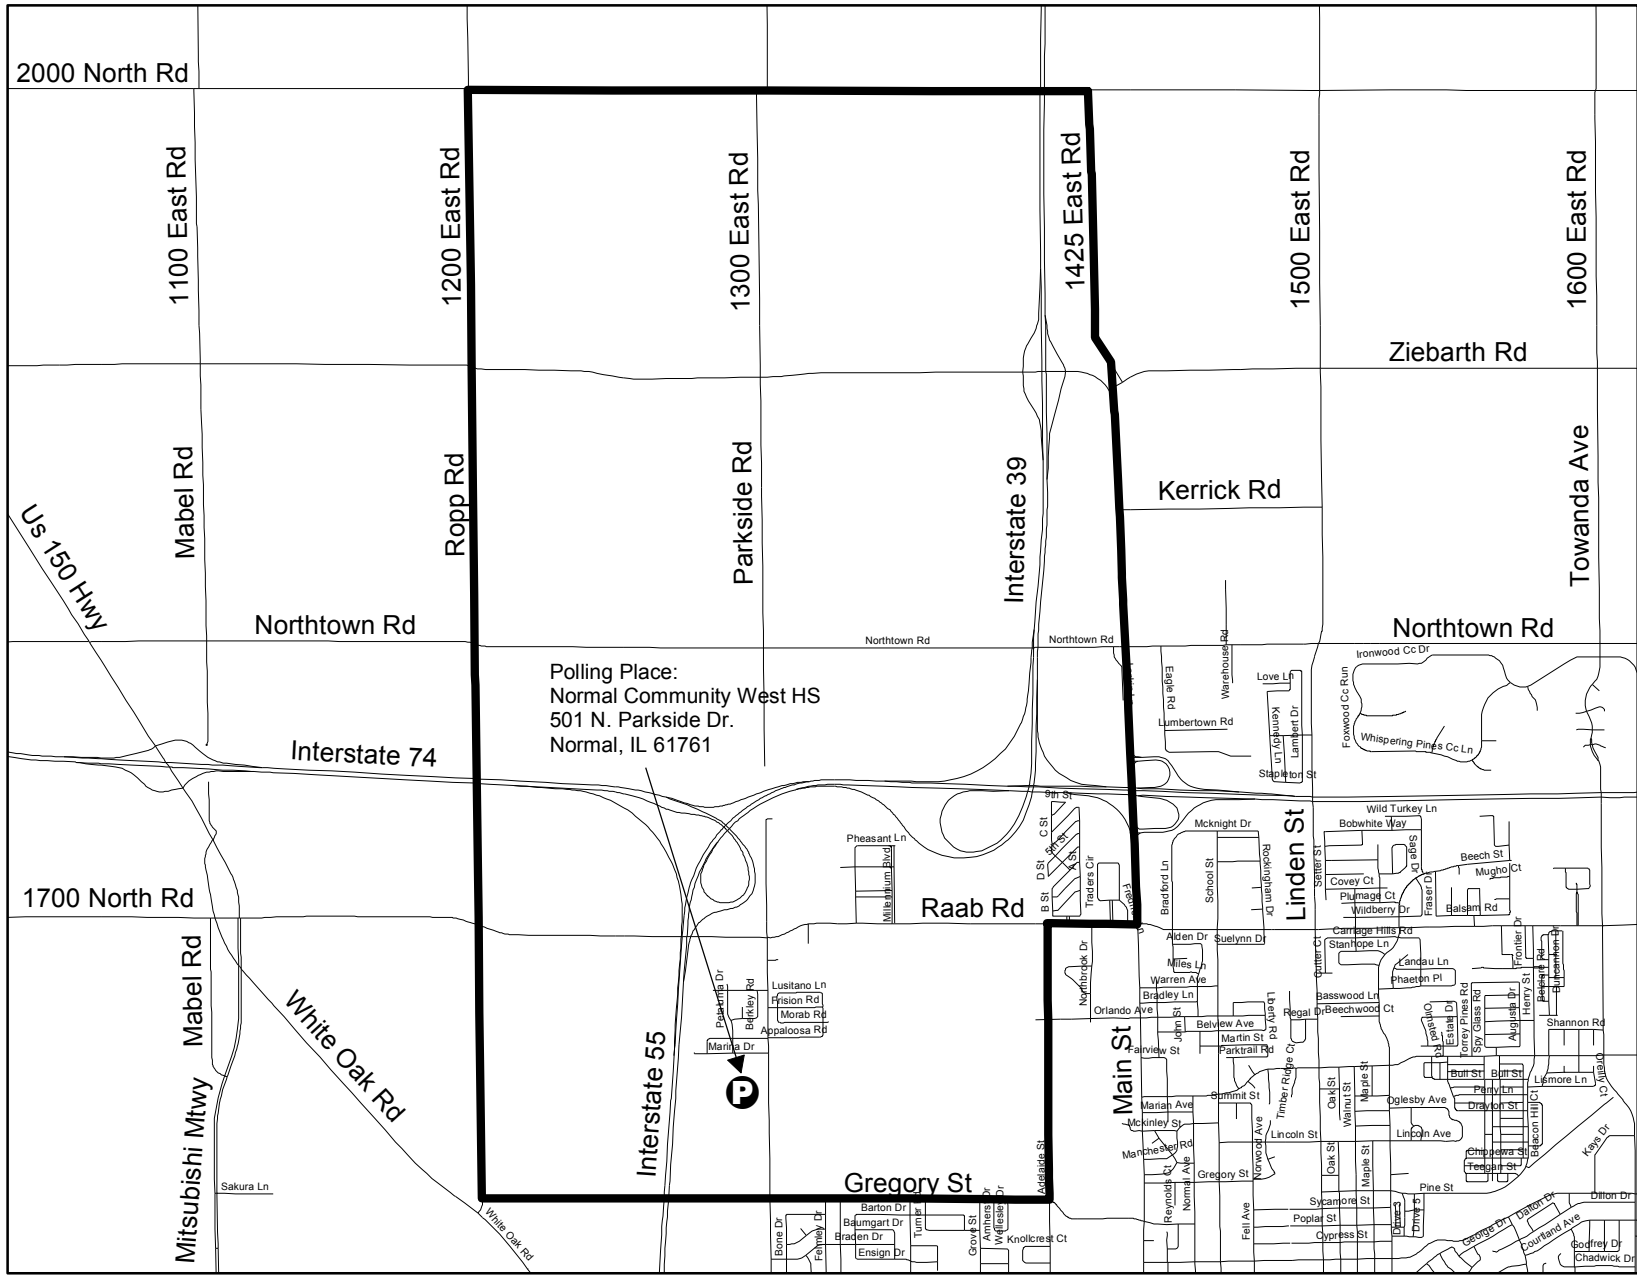 2000 North Rd
1100 East Rd
1200 East Rd
1300 East Rd
1425 East Rd
1500 East Rd
1600 East Rd
Ziebarth Rd
Mabel Rd
Ropp Rd
Parkside Rd
Interstate 39
Kerrick Rd
Towanda Ave
Us 150 Hwy
Northtown Rd
Northtown Rd
Northtown Rd
Northtown Rd
Polling Place:
Normal Community West HS
501 N. Parkside Dr.
Normal, IL 61761
Interstate 74
Eagle Rd
Warehouse Rd
Lumbertown Rd
Love Ln
Kennedy Ln
Lambert Dr
Stapleton St
Ironwood Cc Dr
Foxwood Cc Run
Whispering Pines Cc Ln
9th St
C St
5th St
D St
A St
B St
Traders Cir
Pheasant Ln
Millennium Blvd
Mcknight Dr
Bradford Ln
School St
Rockingham Dr
Linden St
Setter St
Wild Turkey Ln
Bobwhite Way
Sage Dr
Beech St
Mugho Ct
Covey Ct
Plumage Ct
Wildberry Dr
Fraser Dr
Balsam Rd
1700 North Rd
Raab Rd
Mabel Rd
Alden Dr
Suelynn Dr
Miles Ln
Warren Ave
Bradley Ln
Northbrook Dr
Orlando Ave
Carriage Hills Rd
Stanhope Ln
Cutter Ct
Landau Ln
Phaeton Pl
Frontier Dr
Belclare Rd
Duncannon Dr
Henry St
Petaluma Dr
Berkley Rd
Lusitano Ln
Frision Rd
Morab Rd
Appaloosa Rd
Marina Dr
P
White Oak Rd
Interstate 55
Main St
John St
Belview Ave
Martin St
Parktrail Rd
Fairview St
Liberty Rd
Regal Dr
Basswood Ln
Beechwood Ct
Olmsted Rd
Estate Dr
Torrey Pines Rd
Spy Glass Rd
Augusta Dr
Shannon Rd
Timber Ridge Ct
Summit St
Oak St
Walnut St
Maple St
Bull St
Bull St
Perry Ln
Drayton St
Lismore Ln
Oreilly Ct
Marian Ave
Mckinley St
Manchester Rd
Norwood Ave
Lincoln St
Oglesby Ave
Lincoln Ave
Beacon Hill Ct
Kays Dr
Chippewa St
Teegan St
Mitsubishi Mtwy
Sakura Ln
White Oak Rd
Gregory St
Adelaide St
Reynolds Ct
Normal Ave
Gregory St
Fell Ave
Oak St
Maple St
Pine St
Sycamore St
Poplar St
Cypress St
Drive 3
Drive 5
Dillon Dr
Dalton Dr
George Dr
Courtland Ave
Godfrey Dr
Chadwick Dr
Bone Dr
Feimley Dr
Barton Dr
Baumgart Dr
Braden Dr
Ensign Dr
Turner Rd
Grove St
Amherst Dr
Wellesley Dr
Knollcrest Ct